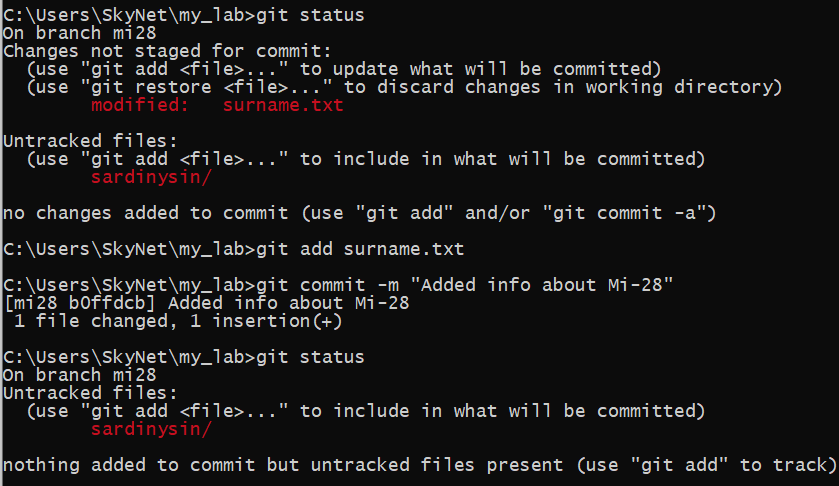 C:\Users\SkyNet\my_lab>git status
On branch mi28
Changes not staged for commit:
  (use "git add <file>..." to update what will be committed)
  (use "git restore <file>..." to discard changes in working directory)
        modified:   surname.txt

Untracked files:
  (use "git add <file>..." to include in what will be committed)
        sardinysin/

no changes added to commit (use "git add" and/or "git commit -a")

C:\Users\SkyNet\my_lab>git add surname.txt

C:\Users\SkyNet\my_lab>git commit -m "Added info about Mi-28"
[mi28 b0ffdcb] Added info about Mi-28
 1 file changed, 1 insertion(+)

C:\Users\SkyNet\my_lab>git status
On branch mi28
Untracked files:
  (use "git add <file>..." to include in what will be committed)
        sardinysin/

nothing added to commit but untracked files present (use "git add" to track)